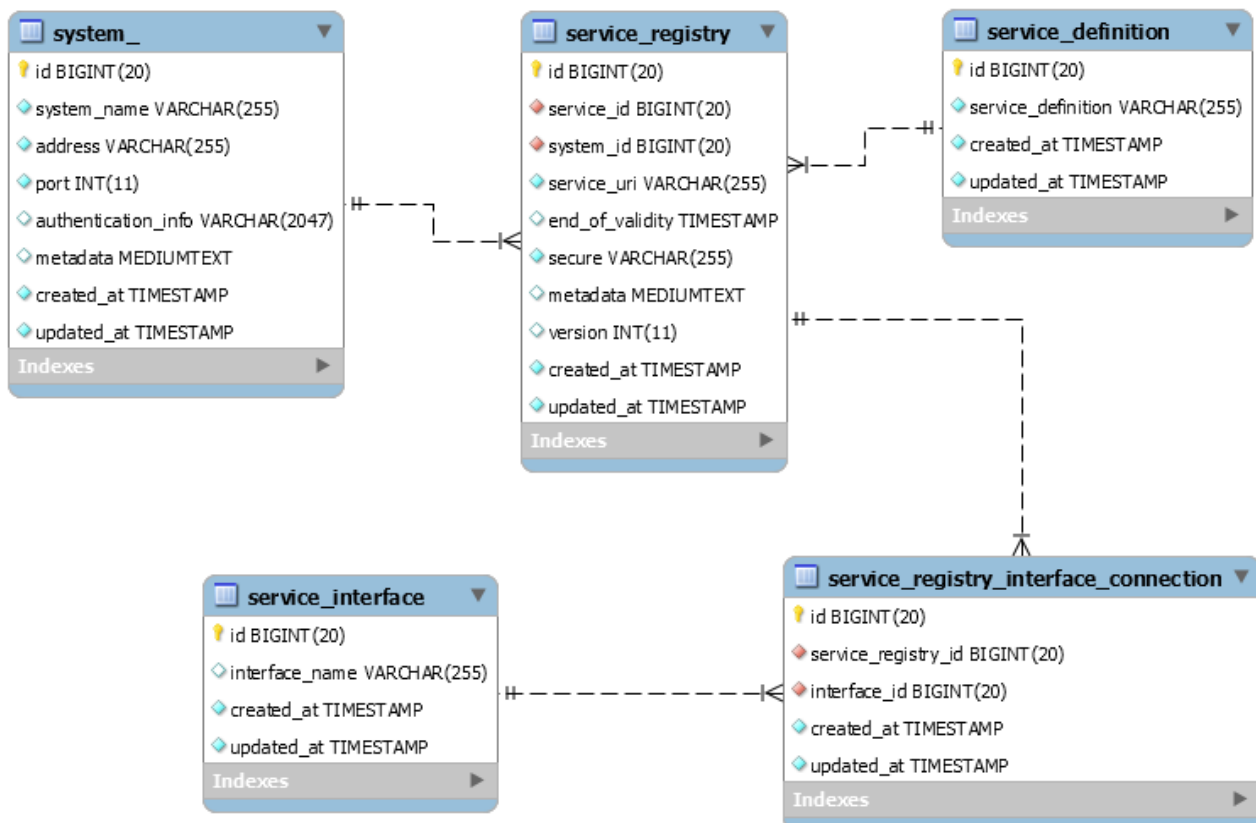 system_
id BIGINT(20)
system_name VARCHAR(255)
address VARCHAR(255)
port INT(11)
authentication_info VARCHAR(2047)
metadata MEDIUMTEXT
created_at TIMESTAMP
updated_at TIMESTAMP
Indexes
service_registry
id BIGINT(20)
service_id BIGINT(20)
system_id BIGINT(20)
service_uri VARCHAR(255)
end_of_validity TIMESTAMP
secure VARCHAR(255)
metadata MEDIUMTEXT
version INT(11)
created_at TIMESTAMP
updated_at TIMESTAMP
Indexes
service_definition
id BIGINT(20)
service_definition VARCHAR(255)
created_at TIMESTAMP
updated_at TIMESTAMP
Indexes
service_interface
id BIGINT(20)
interface_name VARCHAR(255)
created_at TIMESTAMP
updated_at TIMESTAMP
Indexes
service_registry_interface_connection
id BIGINT(20)
service_registry_id BIGINT(20)
interface_id BIGINT(20)
created_at TIMESTAMP
updated_at TIMESTAMP
Indexes